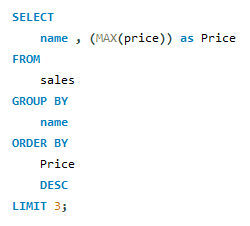 SELECT
name , (MAX(price)) as Price
FROM
sales
GROUP BY
name
ORDER BY
Price
DESC
LIMIT 3;